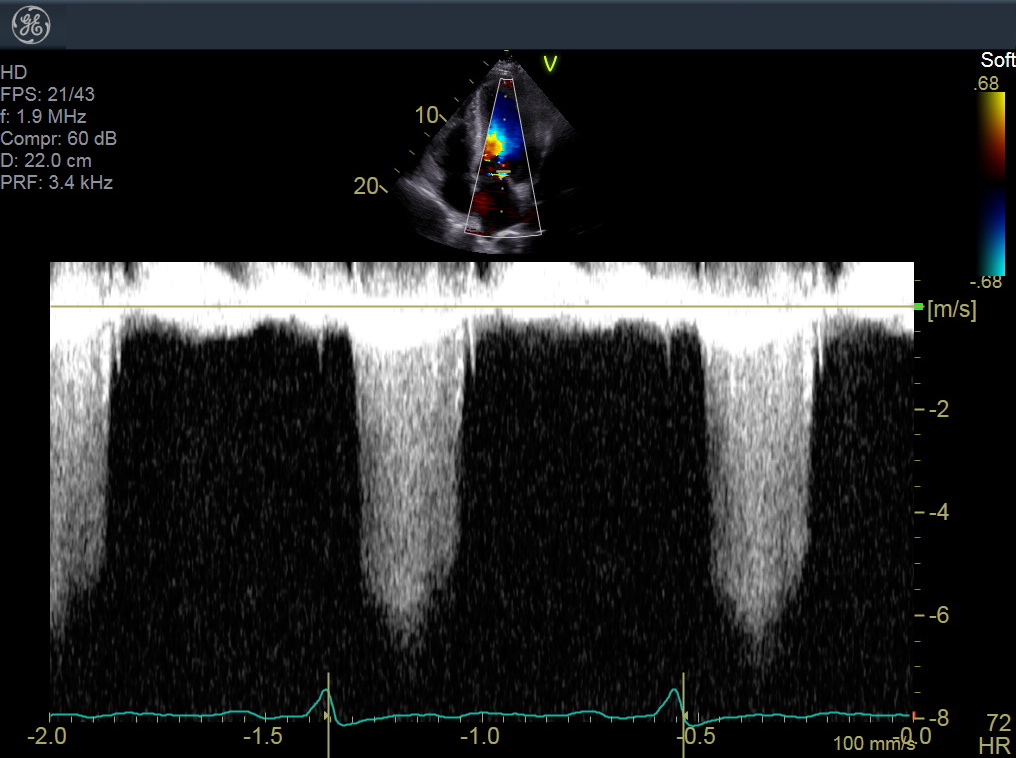 HD
FPS: 21/43
f: 1.9 MHz
Compr: 60 dB
D: 22.0 cm
PRF: 3.4 kHz
V
10
20
Soft
.68
-.68
[m/s]
-2
-4
-6
-8
-2.0 -1.5 -1.0 -0.5 0.0
100 mm/s
72
HR